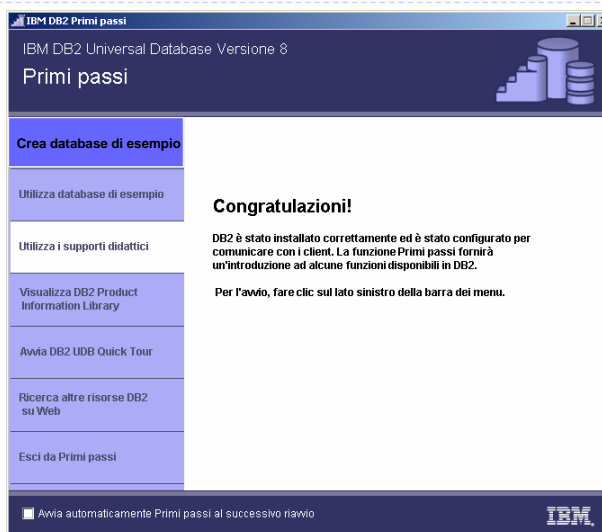 IBM DB2 Primi passi
IBM DB2 Universal Database Versione 8
Primi passi
Crea database di esempio
Utilizza database di esempio
Utilizza i supporti didattici
Visualizza DB2 Product
Information Library
Avvia DB2 UDB Quick Tour
Ricerca altre risorse DB2
su Web
Esci da Primi passi
Congratulazioni!
DB2 è stato installato correttamente ed è stato configurato per
comunicare con i client. La funzione Primi passi fornirà
un'introduzione ad alcune funzioni disponibili in DB2.
Per l'avvio, fare clic sul lato sinistro della barra dei menu.
Avvia automaticamente Primi passi al successivo riavvio
IBM.